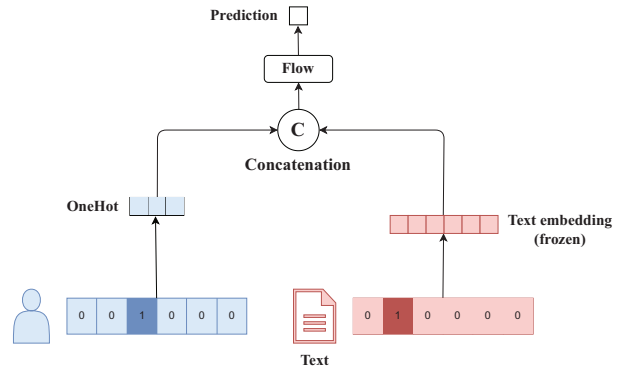 Prediction
Flow
C
Concatenation
OneHot
Text embedding
(frozen)
0 0 1 0 0 0
0 1 0 0 0 0
Text